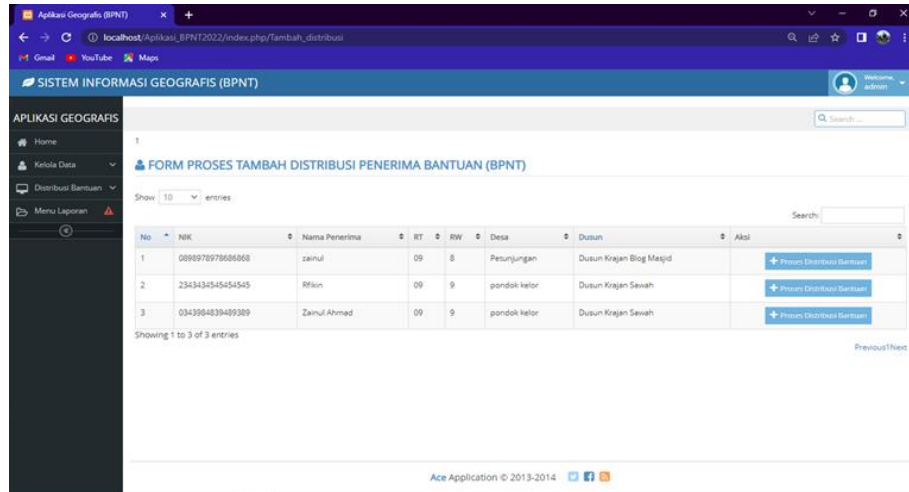 Aplikasi Geografis (BPNT)
localhost/Aplikasi_BPNT2022/index.php/Tambah_distribusi
Gmail YouTube Maps
SISTEM INFORMASI GEOGRAFIS (BPNT)
Welcome, admin
APLIKASI GEOGRAFIS
Search ...
Home
Kelola Data
Distribusi Bantuan
Menu Laporan
1
FORM PROSES TAMBAH DISTRIBUSI PENERIMA BANTUAN (BPNT)
Show 10 entries
Search:
No NIK Nama Penerima RT RW Desa Dusun Aksi
1 0898978978686868 zainul 09 8 Petunjungan Dusun Krajan Blog Masjid Proses Distribusi Bantuan
2 2343434545454545 Rfikin 09 9 pondok kelor Dusun Krajan Sawah Proses Distribusi Bantuan
3 0343984839489389 Zainul Ahmad 09 9 pondok kelor Dusun Krajan Sawah Proses Distribusi Bantuan
Showing 1 to 3 of 3 entries
Previous1Next
Ace Application © 2013-2014